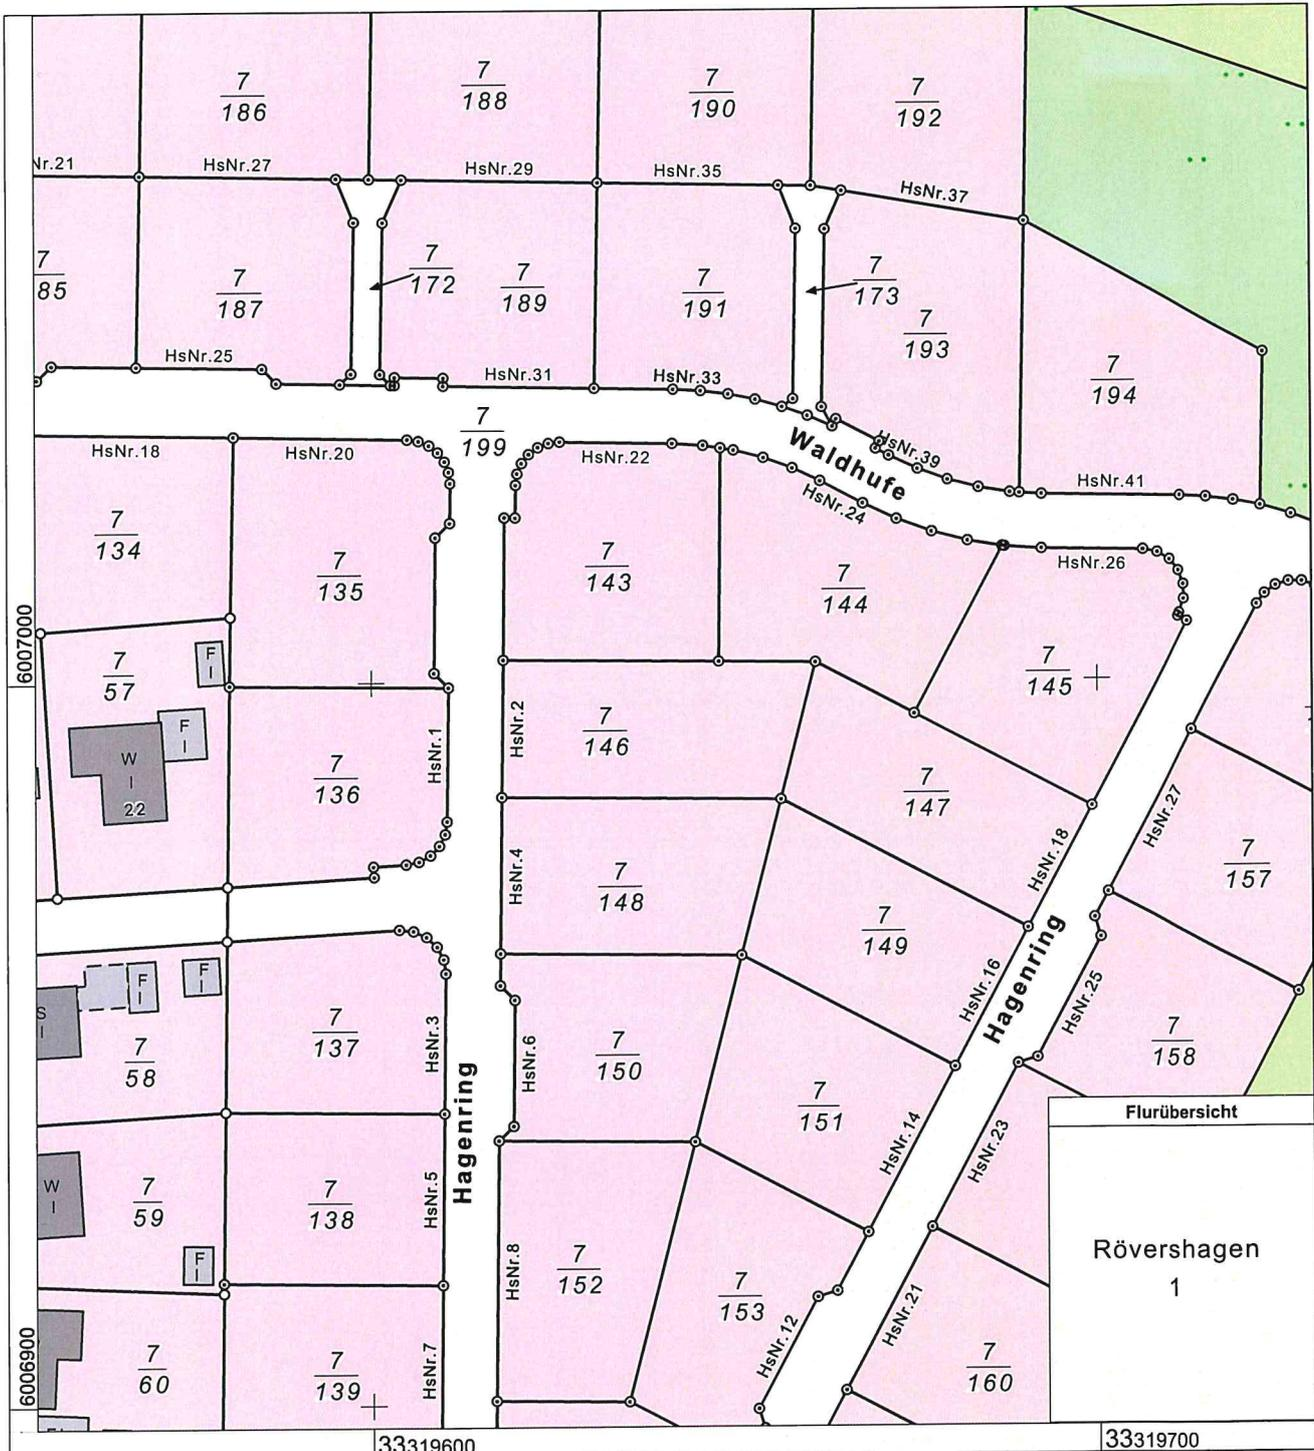 7
186
7
188
7
190
7
192
Nr.21
HsNr.27
HsNr.29
HsNr.35
HsNr.37
7
85
7
187
7
172
7
189
7
191
7
173
7
193
7
194
HsNr.25
HsNr.31
HsNr.33
7
199
Waldhufe
HsNr.39
HsNr.41
HsNr.18
HsNr.20
HsNr.22
HsNr.24
HsNr.26
7
134
7
135
7
143
7
144
7
145
6007000
7
57
F
I
F
I
W
I
22
7
136
HsNr.1
HsNr.2
7
146
7
147
HsNr.18
HsNr.27
7
157
HsNr.4
7
148
7
149
HsNr.16
Hagenring
HsNr.25
S
I
F
I
F
I
7
58
7
137
HsNr.3
Hagenring
HsNr.6
7
150
7
151
HsNr.14
HsNr.23
7
158
Flurübersicht
Rövershagen
1
W
I
7
59
F
I
7
138
HsNr.5
HsNr.8
7
152
7
153
HsNr.12
HsNr.21
7
160
6006900
7
60
7
139
HsNr.7
F
I
33319600
33319700